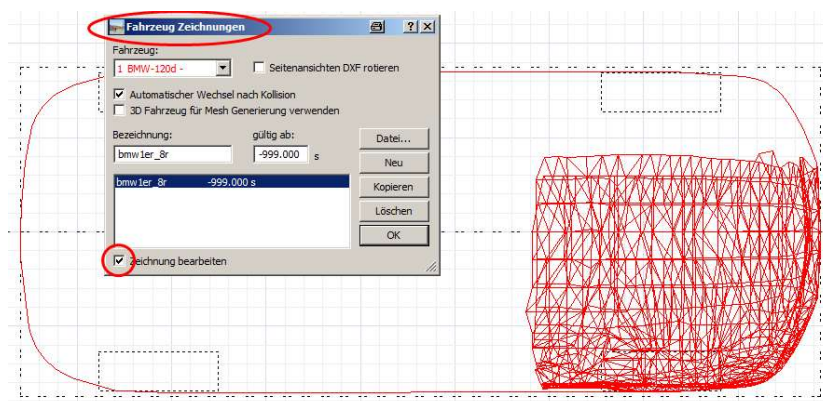 Fahrzeug Zeichnungen
Fahrzeug:
1 BMW-120d -
Seitenansichten DXF rotieren
Automatischer Wechsel nach Kollision
3D Fahrzeug für Mesh Generierung verwenden
Bezeichnung: gültig ab:
bmw1er_8r -999.000 s
Datei...
Neu
bmw1er_8r -999.000 s
Kopieren
Löschen
OK
Zeichnung bearbeiten